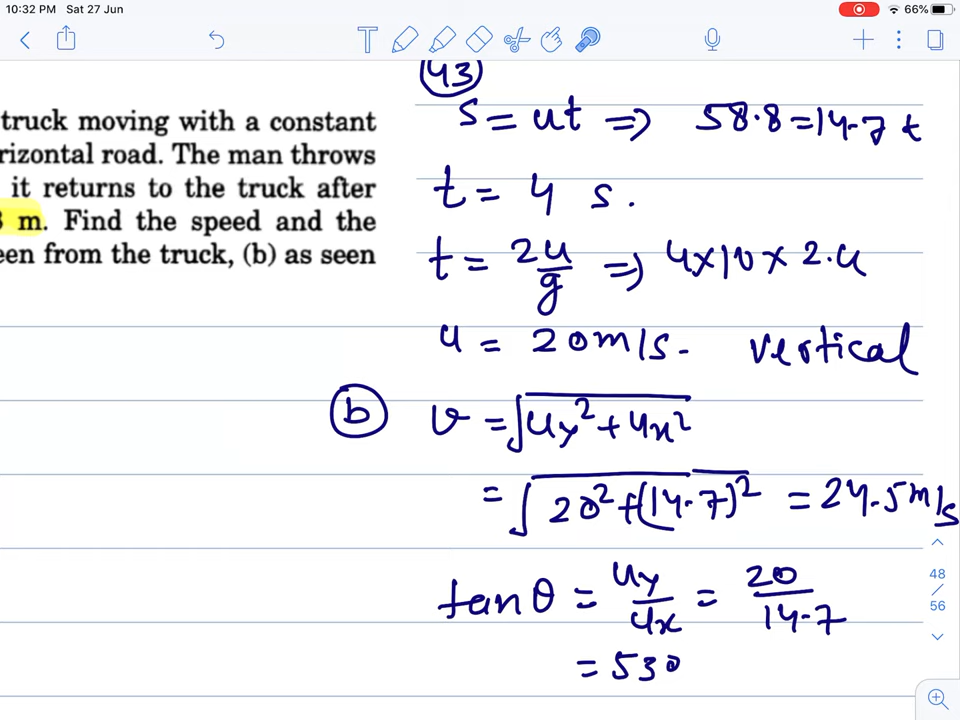 10:32 PM Sat 27 Jun
66%
truck moving with a constant
rizontal road. The man throws
it returns to the truck after
8 m. Find the speed and the
een from the truck, (b) as seen
43
s = ut => 58.8 = 14.7 t
t = 4 s.
t = 2u/g => 4×10×2.u
u = 20 m/s - vertical
b v = √uy²+ux²
= √20²+(14.7)² = 24.5 m/s
tanθ = uy/ux = 20/14.7
= 53°
48
/
56